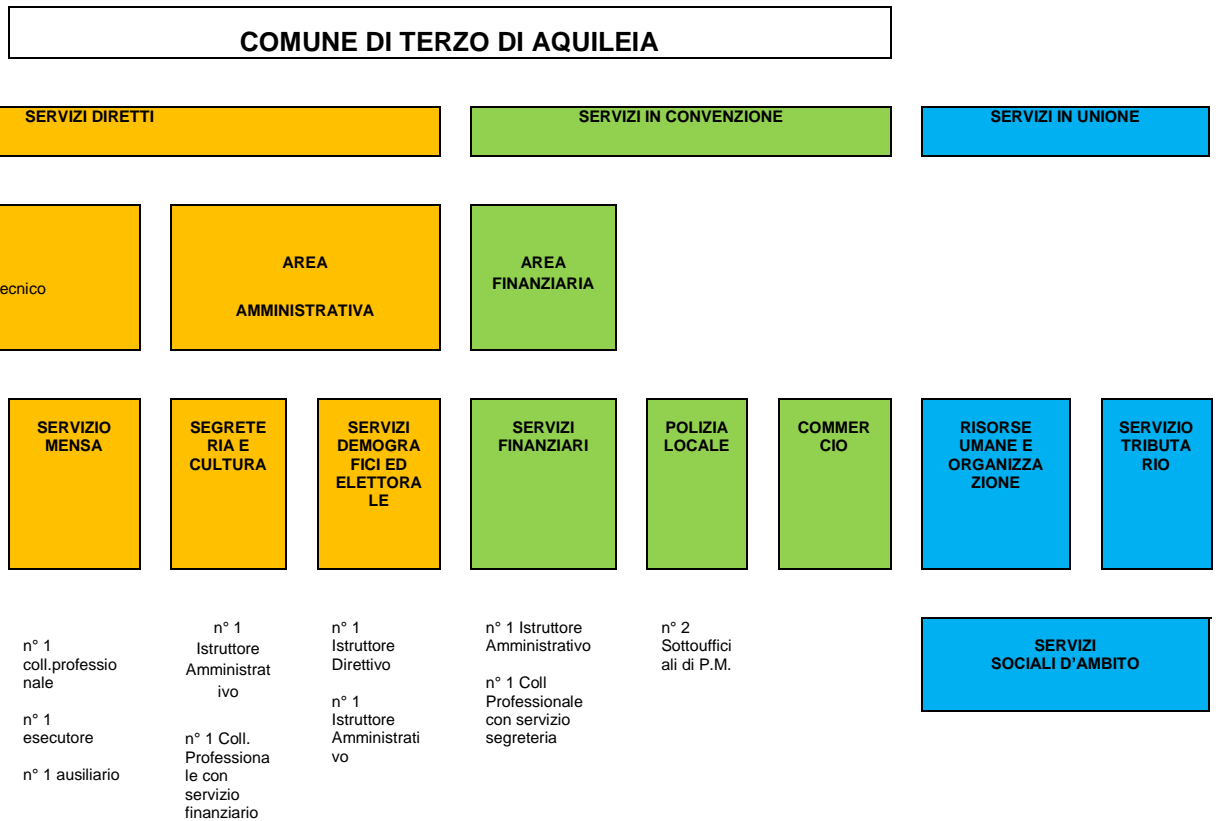 COMUNE DI TERZO DI AQUILEIA
SERVIZI DIRETTI
SERVIZI IN CONVENZIONE
SERVIZI IN UNIONE
ecnico
AREA
AMMINISTRATIVA
AREA
FINANZIARIA
SERVIZIO
MENSA
SEGRETE
RIA E
CULTURA
SERVIZI
DEMOGRA
FICI ED
ELETTORA
LE
SERVIZI
FINANZIARI
POLIZIA
LOCALE
COMMER
CIO
RISORSE
UMANE E
ORGANIZZA
ZIONE
SERVIZIO
TRIBUTA
RIO
n° 1
coll.professio
nale
n° 1
esecutore
n° 1 ausiliario
n° 1
Istruttore
Amministrat
ivo
n° 1 Coll.
Professiona
le con
servizio
finanziario
n° 1
Istruttore
Direttivo
n° 1
Istruttore
Amministrati
vo
n° 1 Istruttore
Amministrativo
n° 1 Coll
Professionale
con servizio
segreteria
n° 2
Sottouffici
ali di P.M.
SERVIZI
SOCIALI D'AMBITO